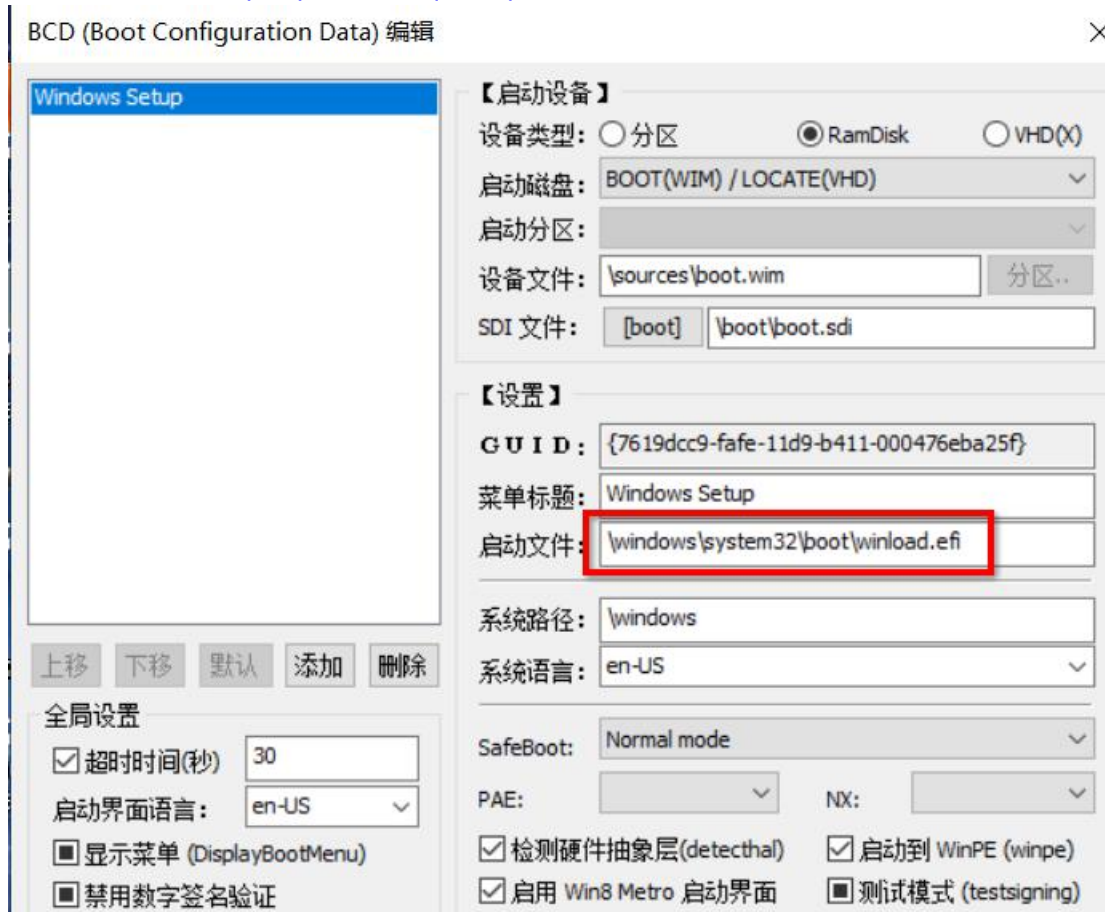 BCD (Boot Configuration Data) 编辑
Windows Setup
【启动设备】
设备类型: 分区 RamDisk VHD(X)
启动磁盘: BOOT(WIM) / LOCATE(VHD)
启动分区:
设备文件: \sources\boot.wim 分区..
SDI 文件: [boot] \boot\boot.sdi
【设置】
GUID: {7619dcc9-fafe-11d9-b411-000476eba25f}
菜单标题: Windows Setup
启动文件: \windows\system32\boot\winload.efi
系统路径: \windows
系统语言: en-US
上移 下移 默认 添加 删除
全局设置
超时时间(秒) 30
启动界面语言: en-US
显示菜单 (DisplayBootMenu)
禁用数字签名验证
SafeBoot: Normal mode
PAE: NX:
检测硬件抽象层(detecthal) 启动到 WinPE (winpe)
启用 Win8 Metro 启动界面 测试模式 (testsigning)